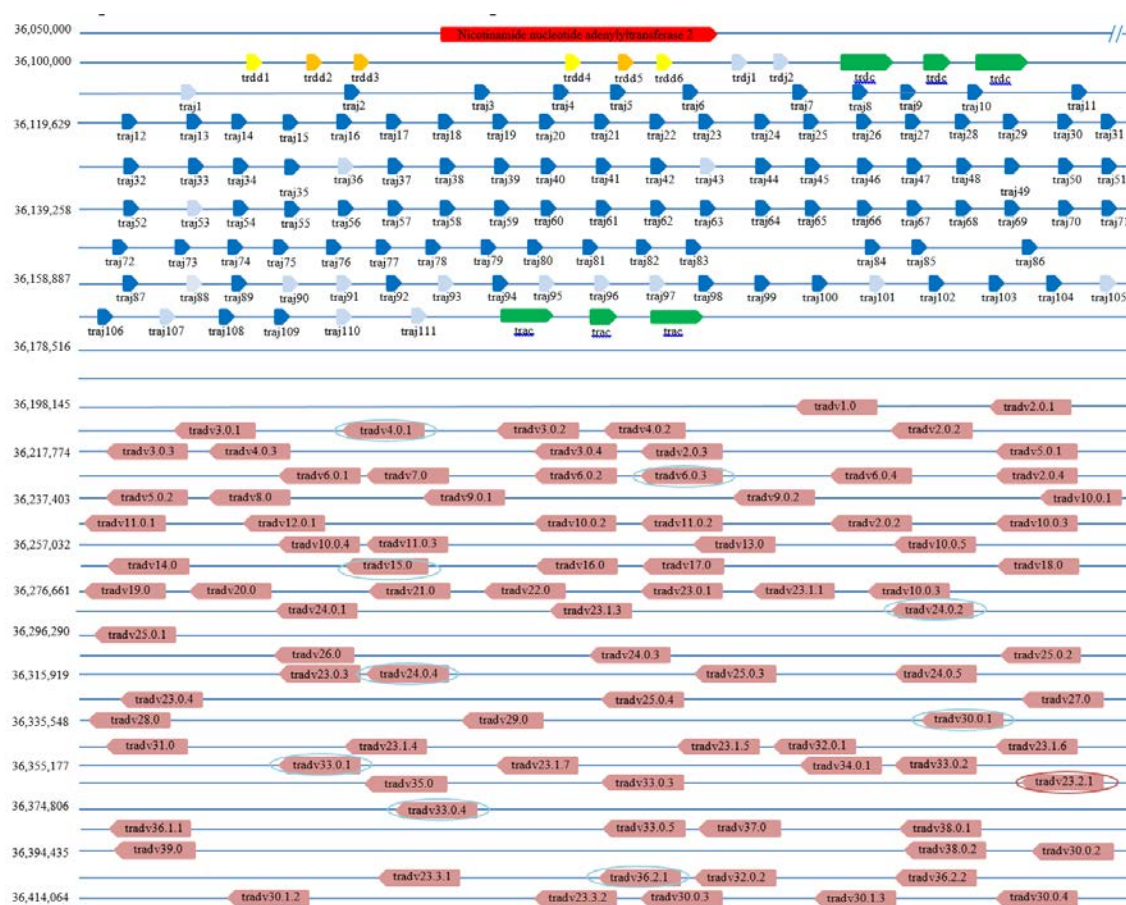 36,050,000 Nicotinamide nucleotide adenylyltransferase 2
36,100,000 trdd1 trdd2 trdd3 trdd4 trdd5 trdd6 trdj1 trdj2 trdc trdc trdc
traj1 traj2 traj3 traj4 traj5 traj6 traj7 traj8 traj9 traj10 traj11
36,119,629 traj12 traj13 traj14 traj15 traj16 traj17 traj18 traj19 traj20 traj21 traj22 traj23 traj24 traj25 traj26 traj27 traj28 traj29 traj30 traj31
traj32 traj33 traj34 traj35 traj36 traj37 traj38 traj39 traj40 traj41 traj42 traj43 traj44 traj45 traj46 traj47 traj48 traj49 traj50 traj51
36,139,258 traj52 traj53 traj54 traj55 traj56 traj57 traj58 traj59 traj60 traj61 traj62 traj63 traj64 traj65 traj66 traj67 traj68 traj69 traj70 traj71
traj72 traj73 traj74 traj75 traj76 traj77 traj78 traj79 traj80 traj81 traj82 traj83 traj84 traj85 traj86
36,158,887 traj87 traj88 traj89 traj90 traj91 traj92 traj93 traj94 traj95 traj96 traj97 traj98 traj99 traj100 traj101 traj102 traj103 traj104 traj105
traj106 traj107 traj108 traj109 traj110 traj111 trac trac trac
36,178,516
36,198,145 tradv1.0 tradv2.0.1
tradv3.0.1 tradv4.0.1 tradv3.0.2 tradv4.0.2 tradv2.0.2
36,217,774 tradv3.0.3 tradv4.0.3 tradv3.0.4 tradv2.0.3 tradv5.0.1
tradv6.0.1 tradv7.0 tradv6.0.2 tradv6.0.3 tradv6.0.4 tradv2.0.4
36,237,403 tradv5.0.2 tradv8.0 tradv9.0.1 tradv9.0.2 tradv10.0.1
tradv11.0.1 tradv12.0.1 tradv10.0.2 tradv11.0.2 tradv2.0.2 tradv10.0.3
36,257,032 tradv10.0.4 tradv11.0.3 tradv13.0 tradv10.0.5
tradv14.0 tradv15.0 tradv16.0 tradv17.0 tradv18.0
36,276,661 tradv19.0 tradv20.0 tradv21.0 tradv22.0 tradv23.0.1 tradv23.1.1 tradv10.0.3
tradv24.0.1 tradv23.1.3 tradv24.0.2
36,296,290 tradv25.0.1
tradv26.0 tradv24.0.3 tradv25.0.2
36,315,919 tradv23.0.3 tradv24.0.4 tradv25.0.3 tradv24.0.5
tradv23.0.4 tradv25.0.4 tradv27.0
36,335,548 tradv28.0 tradv29.0 tradv30.0.1
tradv31.0 tradv23.1.4 tradv23.1.5 tradv32.0.1 tradv23.1.6
36,355,177 tradv33.0.1 tradv23.1.7 tradv34.0.1 tradv33.0.2
tradv35.0 tradv33.0.3 tradv23.2.1
36,374,806 tradv33.0.4
tradv36.1.1 tradv33.0.5 tradv37.0 tradv38.0.1
36,394,435 tradv39.0 tradv38.0.2 tradv30.0.2
tradv23.3.1 tradv36.2.1 tradv32.0.2 tradv36.2.2
36,414,064 tradv30.1.2 tradv23.3.2 tradv30.0.3 tradv30.1.3 tradv30.0.4